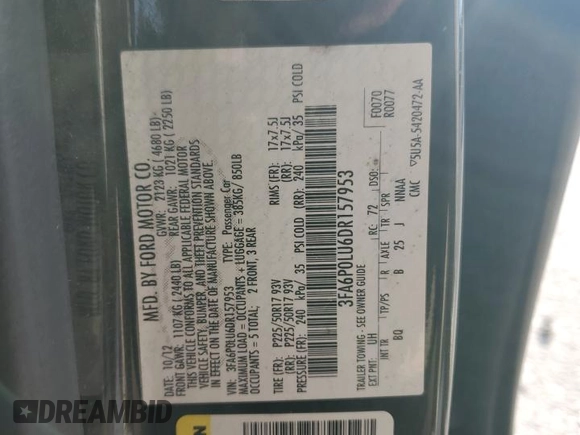 MFD. BY FORD MOTOR CO.
DATE: 10/12 GVWR: 2123 KG ( 4680 LB)
FRONT GAWR: 1107 KG ( 2440 LB) REAR GAWR: 1021 KG ( 2250 LB)
THIS VEHICLE CONFORMS TO ALL APPLICABLE FEDERAL MOTOR
VEHICLE SAFETY, BUMPER, AND THEFT PREVENTION STANDARDS
IN EFFECT ON THE DATE OF MANUFACTURE SHOWN ABOVE.
VIN: 3FA6P0LU6DR157953 TYPE: Passenger Car
MAXIMUM LOAD = OCCUPANTS + LUGGAGE = 385KG/ 850LB
OCCUPANTS = 5 TOTAL: 2 FRONT, 3 REAR
TIRE (FR): P225/50R17 93V RIMS (FR): 17x7.5J
(RR): P225/50R17 93V (RR): 17x7.5J
PRESSURE (FR): 240 kPa/ 35 PSI COLD (RR): 240 kPa/ 35 PSI COLD
3FA6P0LU6DR157953
F0070
R0077
TRAILER TOWING - SEE OWNER GUIDE
EXT PNT: UH RC: 72 DSO:
INT TR TP/PS R AXLE TR SPR
BQ B 25 J NNAA
CMC ▽5U5A-5420472-AA
DREAMBID